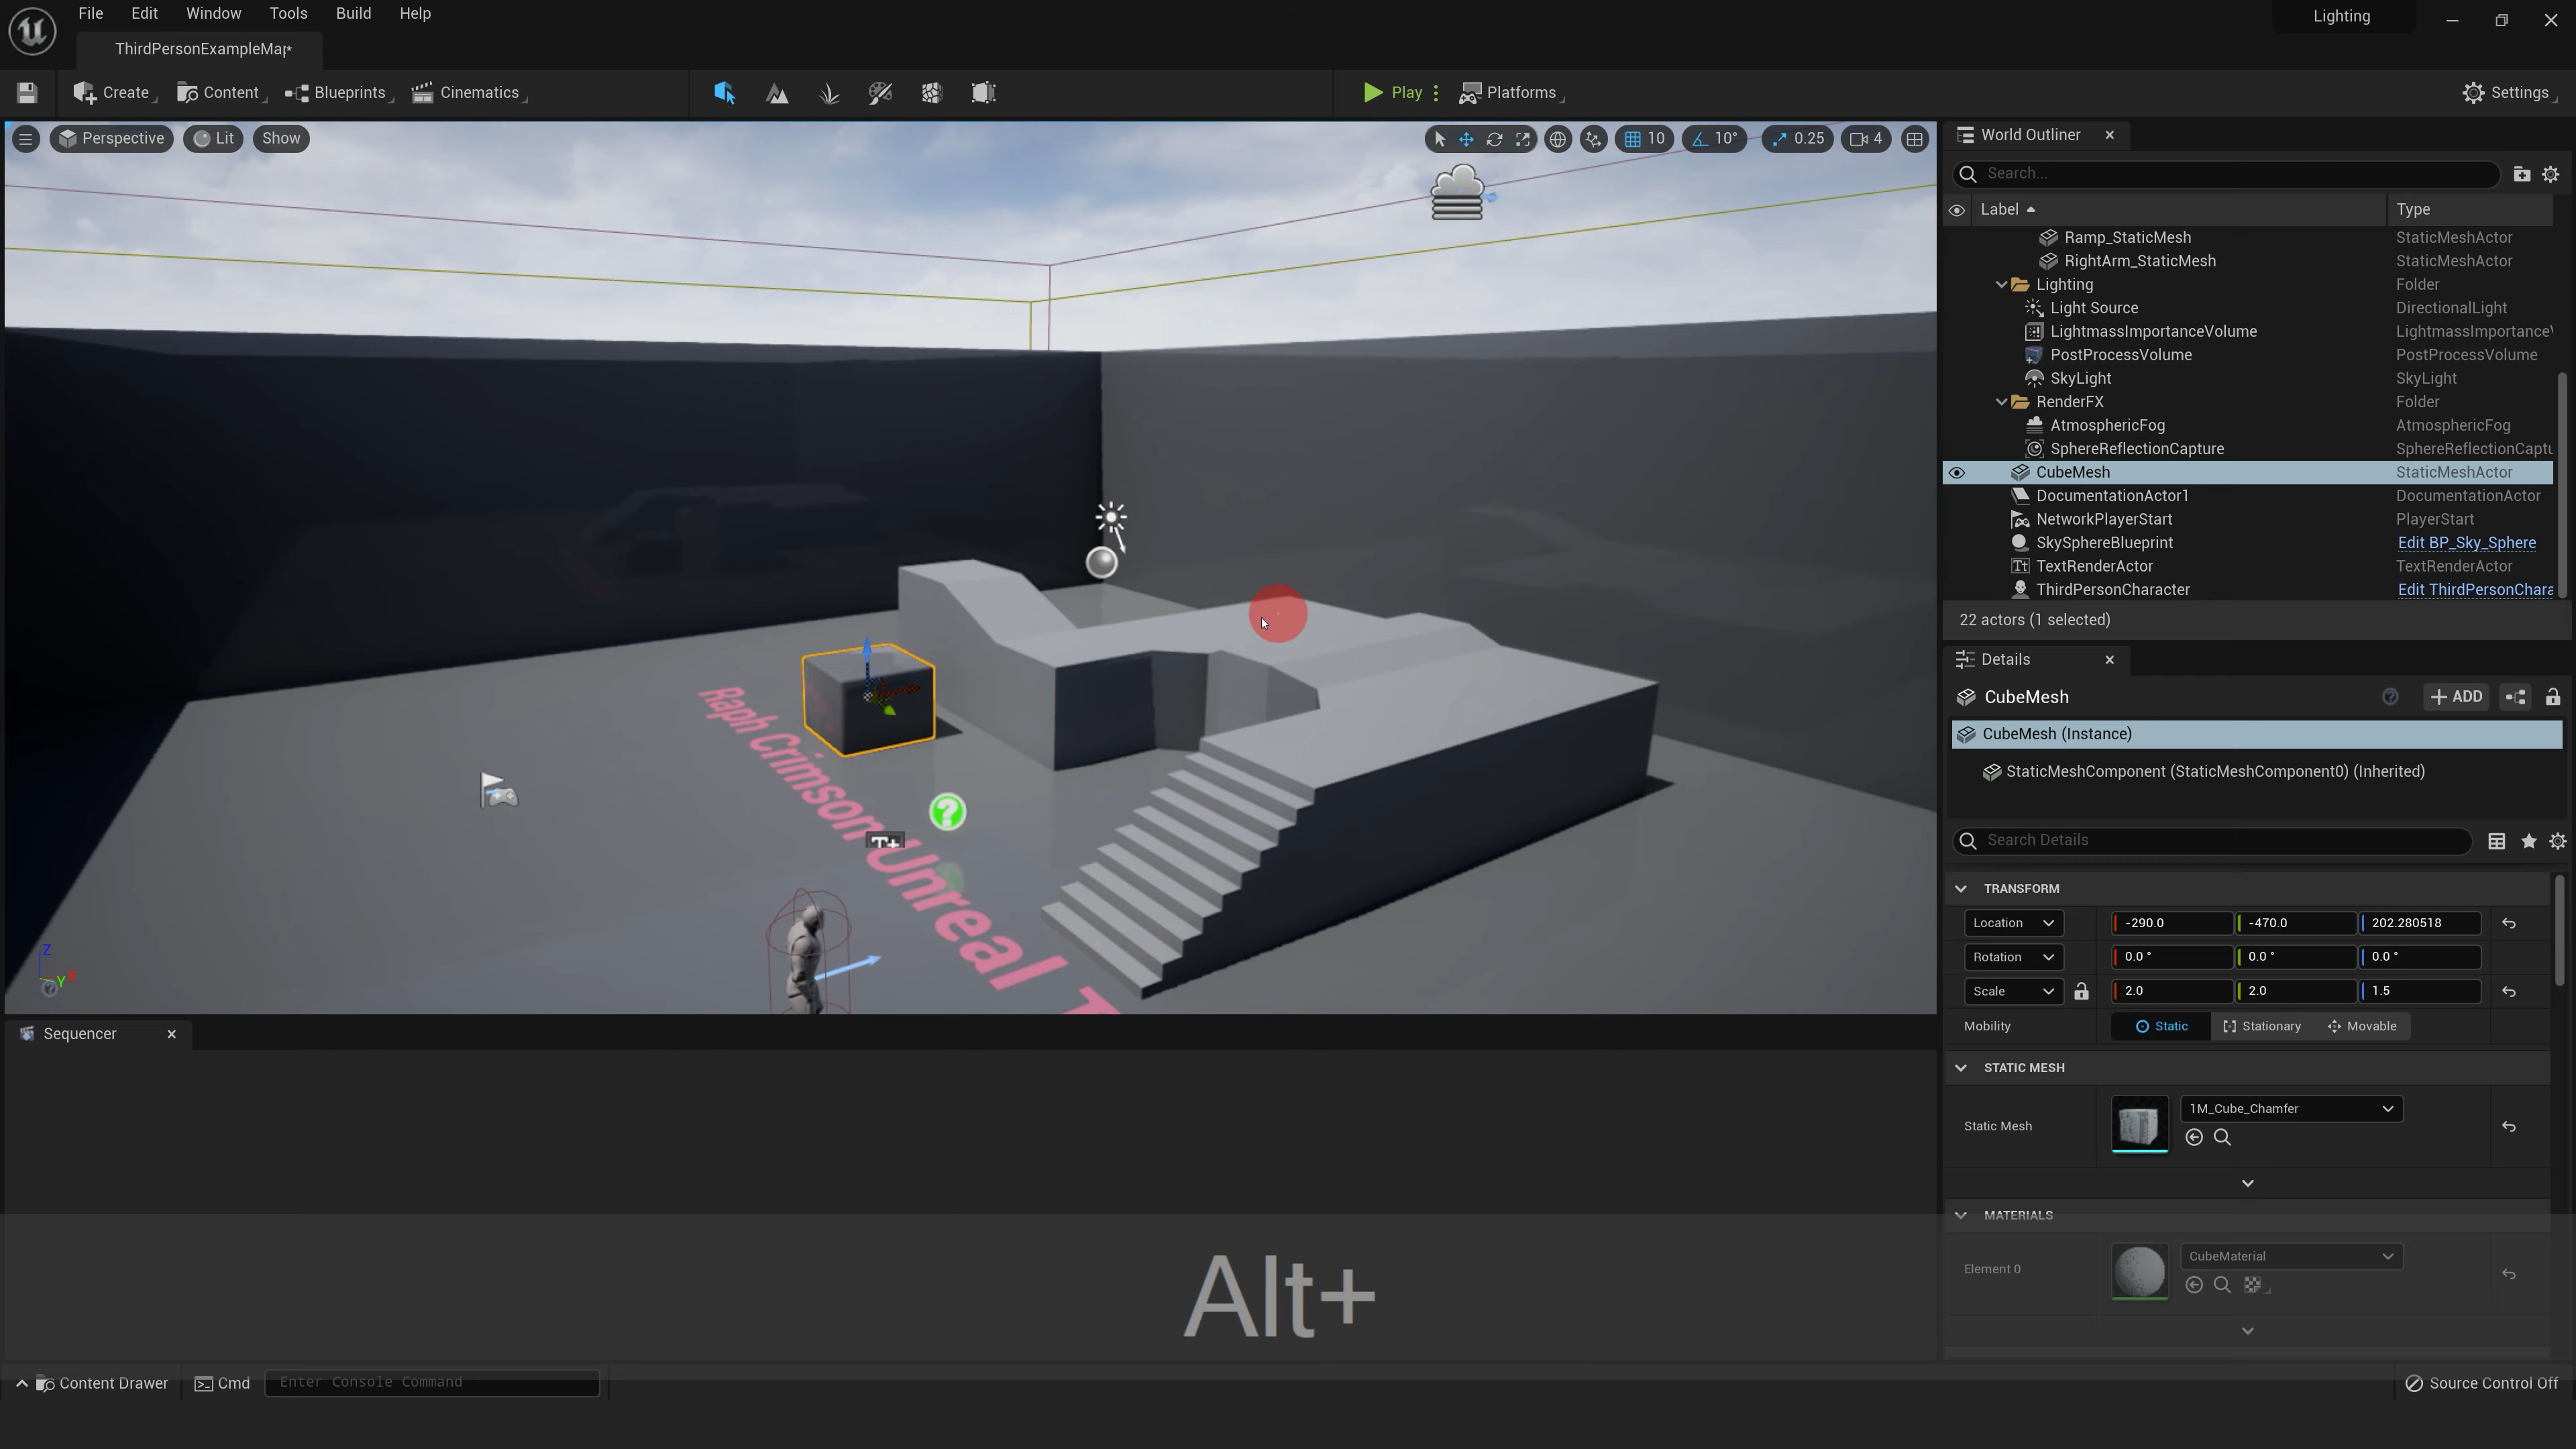 File Edit Window Tools Build Help
Lighting
ThirdPersonExampleMap*
Create Content Blueprints Cinematics
Play Platforms
Settings
Perspective Lit Show
10 10° 0.25 4
World Outliner
Search...
Label Type
Ramp_StaticMesh StaticMeshActor
RightArm_StaticMesh StaticMeshActor
Lighting Folder
Light Source DirectionalLight
LightmassImportanceVolume LightmassImportanceV
PostProcessVolume PostProcessVolume
SkyLight SkyLight
RenderFX Folder
AtmosphericFog AtmosphericFog
SphereReflectionCapture SphereReflectionCaptu
CubeMesh StaticMeshActor
DocumentationActor1 DocumentationActor
NetworkPlayerStart PlayerStart
SkySphereBlueprint Edit BP_Sky_Sphere
TextRenderActor TextRenderActor
ThirdPersonCharacter Edit ThirdPersonChara
22 actors (1 selected)
Details
CubeMesh
ADD
CubeMesh (Instance)
StaticMeshComponent (StaticMeshComponent0) (Inherited)
Search Details
TRANSFORM
Location -290.0 -470.0 202.280518
Rotation 0.0 ° 0.0 ° 0.0 °
Scale 2.0 2.0 1.5
Mobility Static Stationary Movable
STATIC MESH
Static Mesh 1M_Cube_Chamfer
MATERIALS
Element 0 CubeMaterial
Raph Crimson Unreal T
T+
Z
X
Y
Sequencer
Alt+
Content Drawer Cmd Enter Console Command
Source Control Off